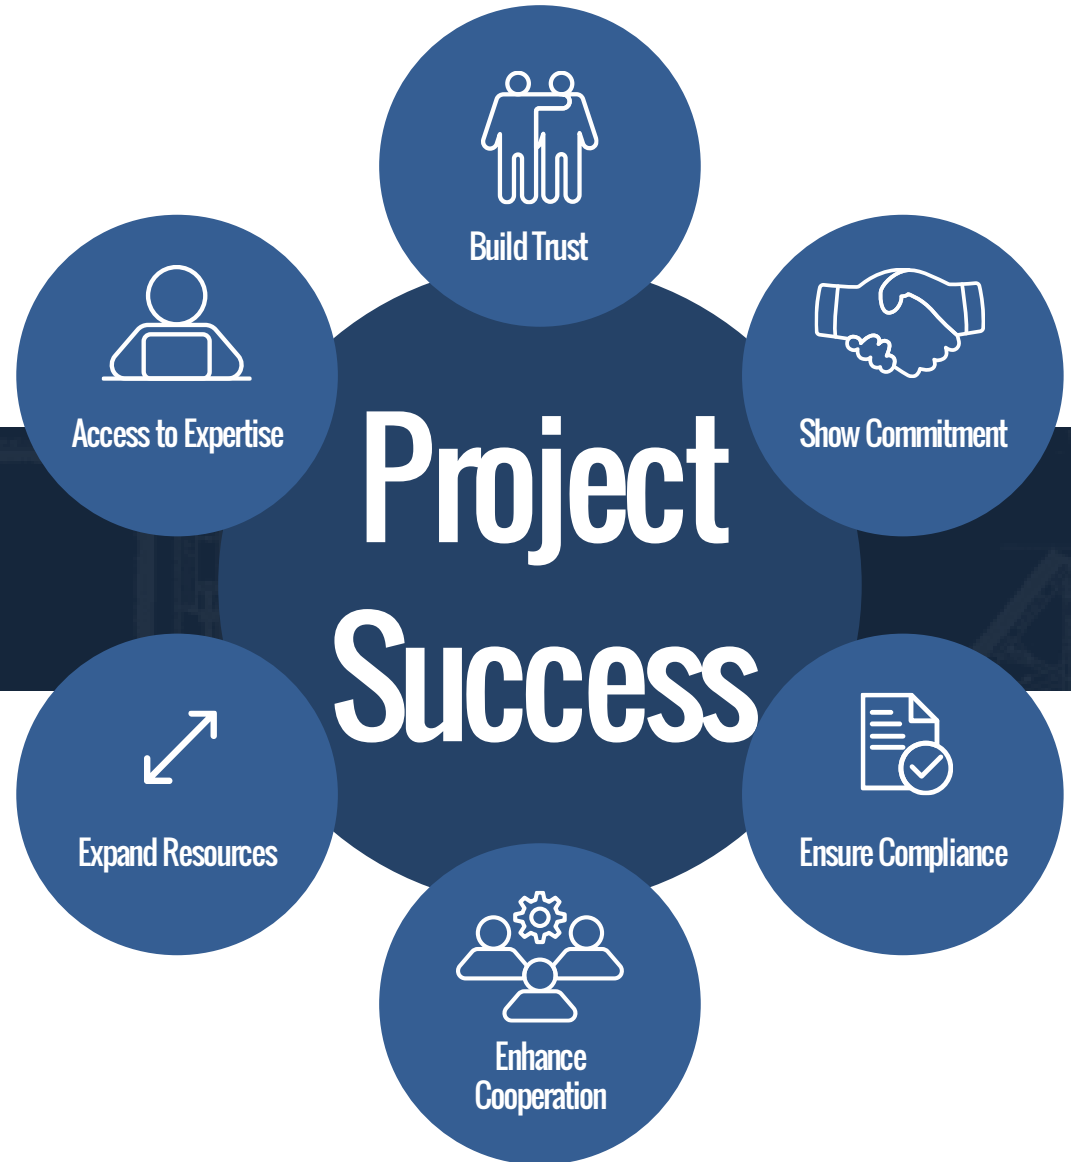 Build Trust
Access to Expertise
Show Commitment
Project
Success
Expand Resources
Ensure Compliance
Enhance
Cooperation